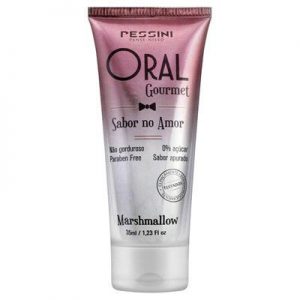 PESSINI
ORAL
Gourmet
Sabor no Amor
Não gorduroso
Paraben Free
0% açúcar
Sabor apurado
Marshmallow
35ml / 1,23 fl oz